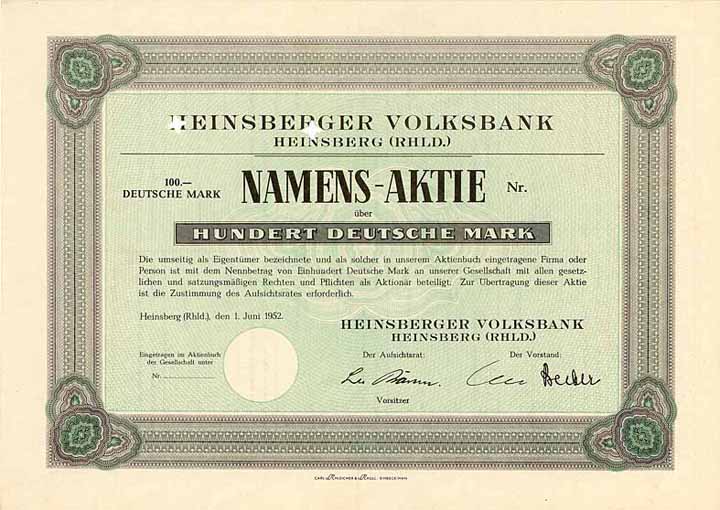 HEINSBERGER VOLKSBANK
HEINSBERG (RHLD.)
100.—
DEUTSCHE MARK
NAMENS-AKTIE
Nr.
über
HUNDERT DEUTSCHE MARK
Die umseitig als Eigentümer bezeichnete und als solcher in unserem Aktienbuch eingetragene Firma oder
Person ist mit dem Nennbetrag von Einhundert Deutsche Mark an unserer Gesellschaft mit allen gesetz-
lichen und satzungsmäßigen Rechten und Pflichten als Aktionär beteiligt. Zur Übertragung dieser Aktie
ist die Zustimmung des Aufsichtsrates erforderlich.
Heinsberg (Rhld.), den 1. Juni 1952.
HEINSBERGER VOLKSBANK
HEINSBERG (RHLD.)
Eingetragen im Aktienbuch
der Gesellschaft unter
Nr.
Der Aufsichtsrat:
Der Vorstand:
Vorsitzer